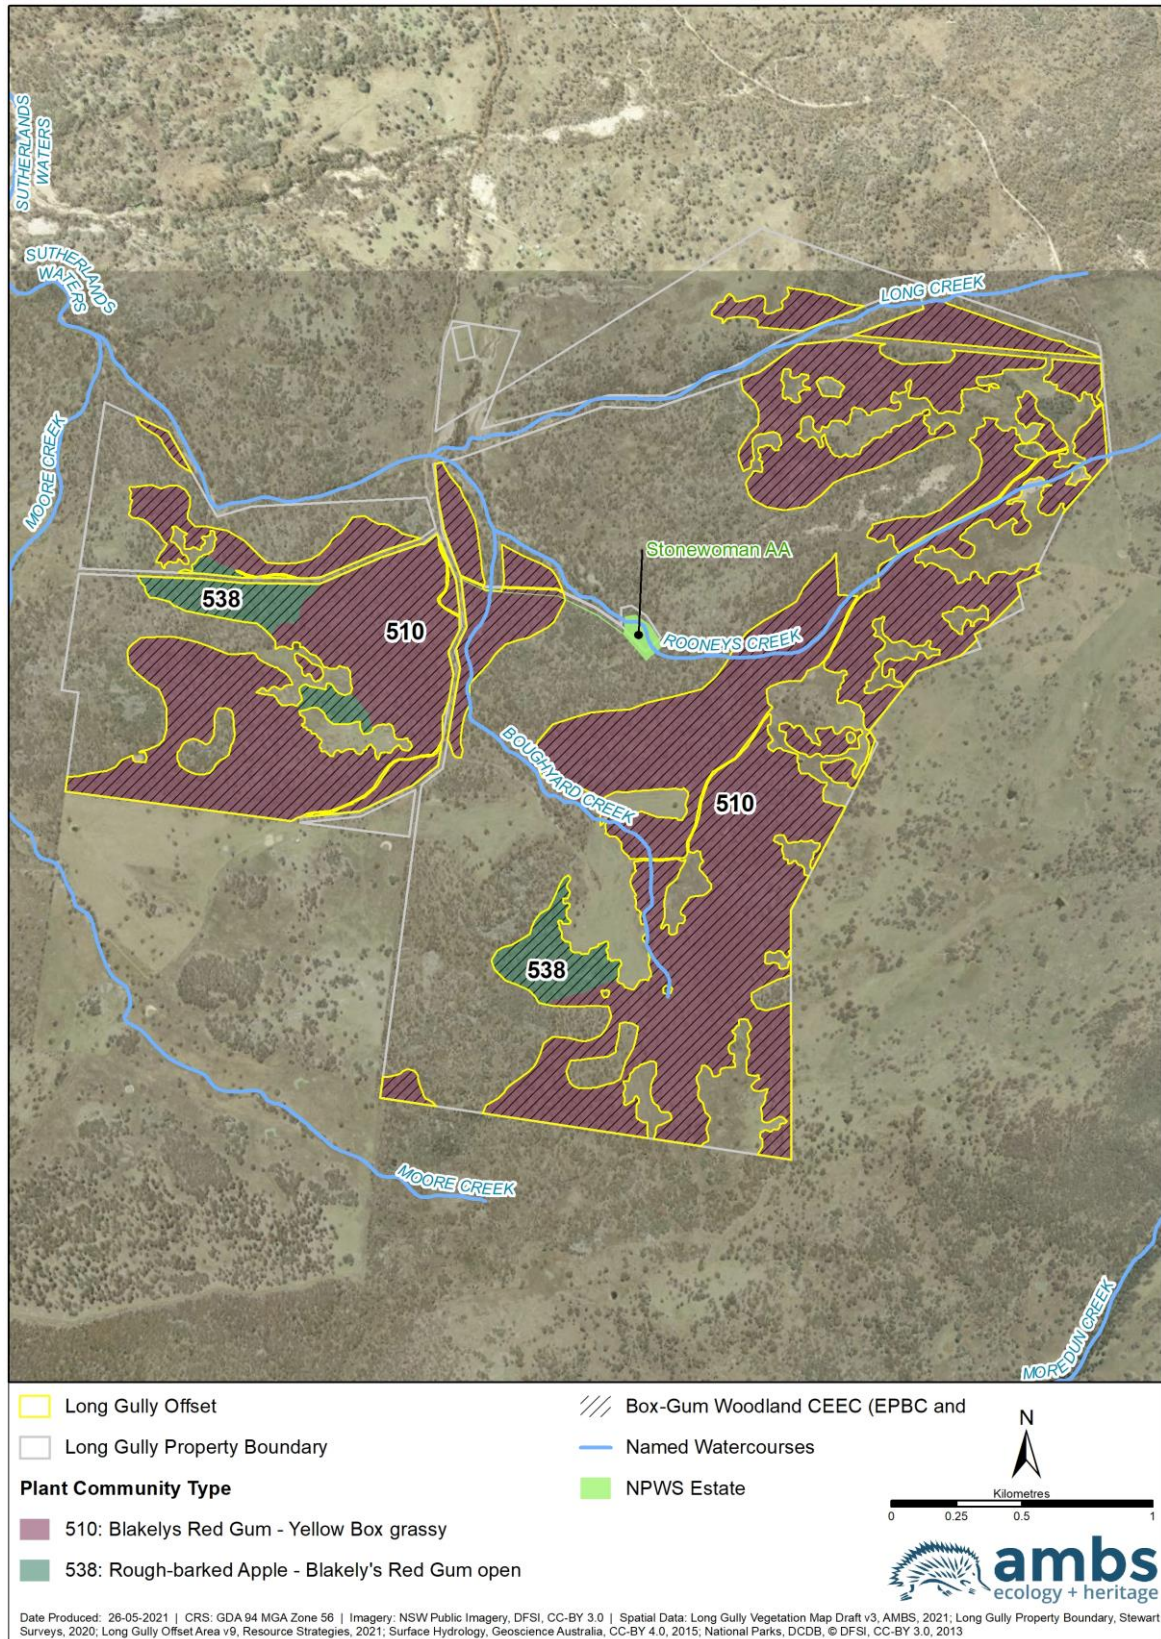 SUTHERLANDS
WATERS
SUTHERLANDS
WATERS
LONG CREEK
MOORE CREEK
Stonewoman AA
538
510
ROONEYS CREEK
BOUGHYARD CREEK
510
538
MOORE CREEK
MOREDUN CREEK
Long Gully Offset
Long Gully Property Boundary
Plant Community Type
510: Blakelys Red Gum - Yellow Box grassy
538: Rough-barked Apple - Blakely's Red Gum open
Box-Gum Woodland CEEC (EPBC and
Named Watercourses
NPWS Estate
N
Kilometres
0 0.25 0.5 1
ambs
ecology + heritage
Date Produced: 26-05-2021 | CRS: GDA 94 MGA Zone 56 | Imagery: NSW Public Imagery, DFSI, CC-BY 3.0 | Spatial Data: Long Gully Vegetation Map Draft v3, AMBS, 2021; Long Gully Property Boundary, Stewart
Surveys, 2020; Long Gully Offset Area v9, Resource Strategies, 2021; Surface Hydrology, Geoscience Australia, CC-BY 4.0, 2015; National Parks, DCDB, © DFSI, CC-BY 3.0, 2013